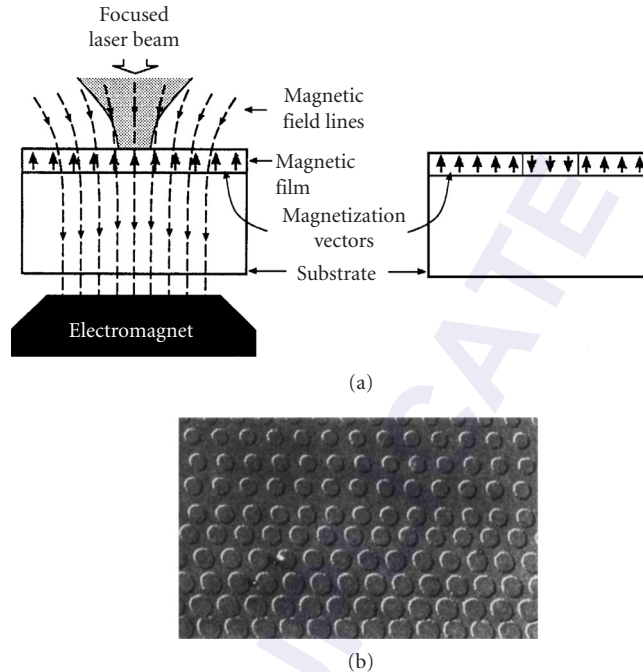 Focused
laser beam
Magnetic
field lines
Magnetic
film
Magnetization
vectors
Substrate
Electromagnet
(a)
(b)